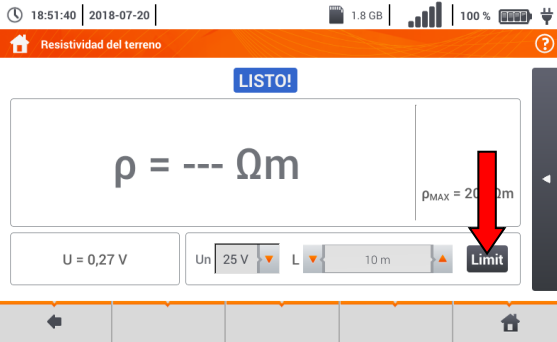 18:51:40 2018-07-20 1.8 GB 100 %
Resistividad del terreno ?
LISTO!
ρ = --- Ωm
ρMAX = Ωm
U = 0,27 V Un 25 V L 10 m Limit